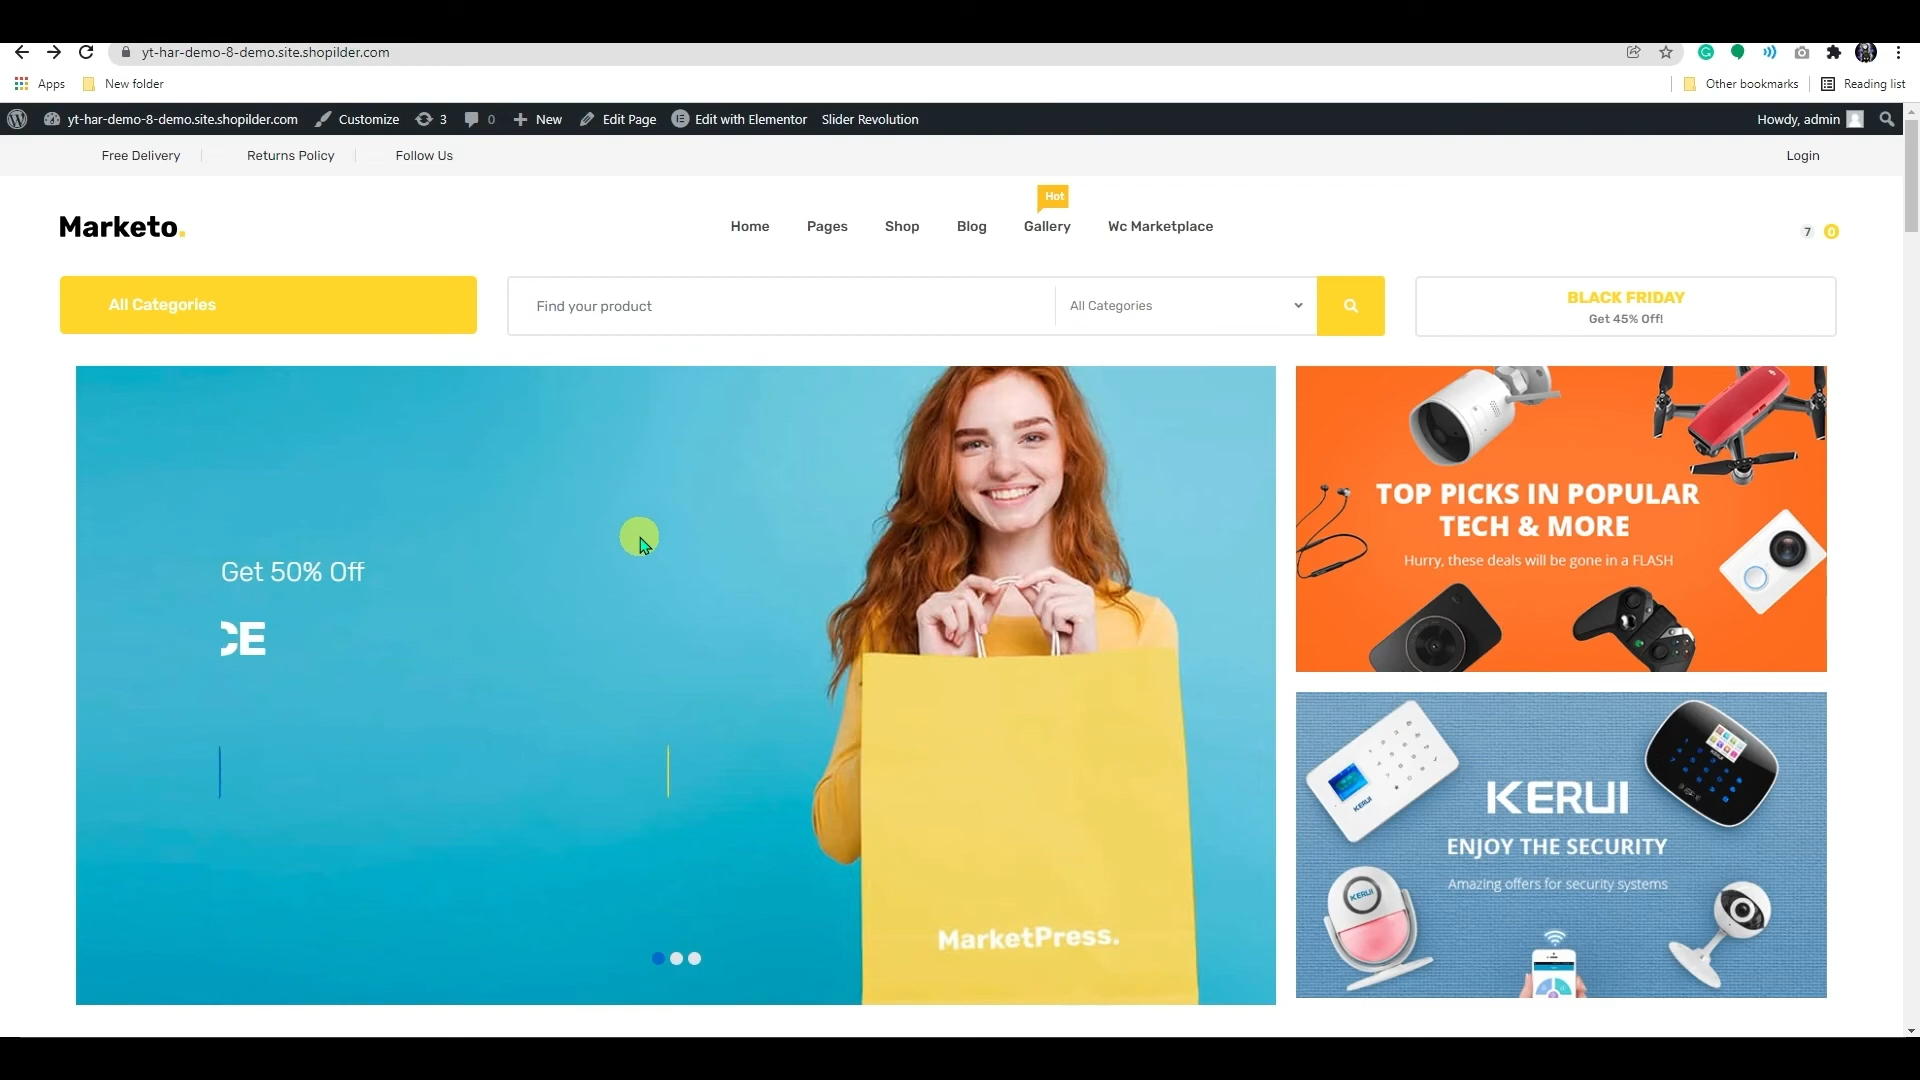 yt-har-demo-8-demo.site.shopilder.com
Apps New folder Other bookmarks Reading list
yt-har-demo-8-demo.site.shopilder.com Customize 3 0 New Edit Page Edit with Elementor Slider Revolution Howdy, admin
Free Delivery Returns Policy Follow Us Login
Hot
Marketo. Home Pages Shop Blog Gallery Wc Marketplace 7 0
All Categories Find your product All Categories
BLACK FRIDAY
Get 45% Off!
Get 50% Off
CE
MarketPress.
TOP PICKS IN POPULAR
TECH & MORE
Hurry, these deals will be gone in a FLASH
KERUI
KERUI
ENJOY THE SECURITY
Amazing offers for security systems
KERUI